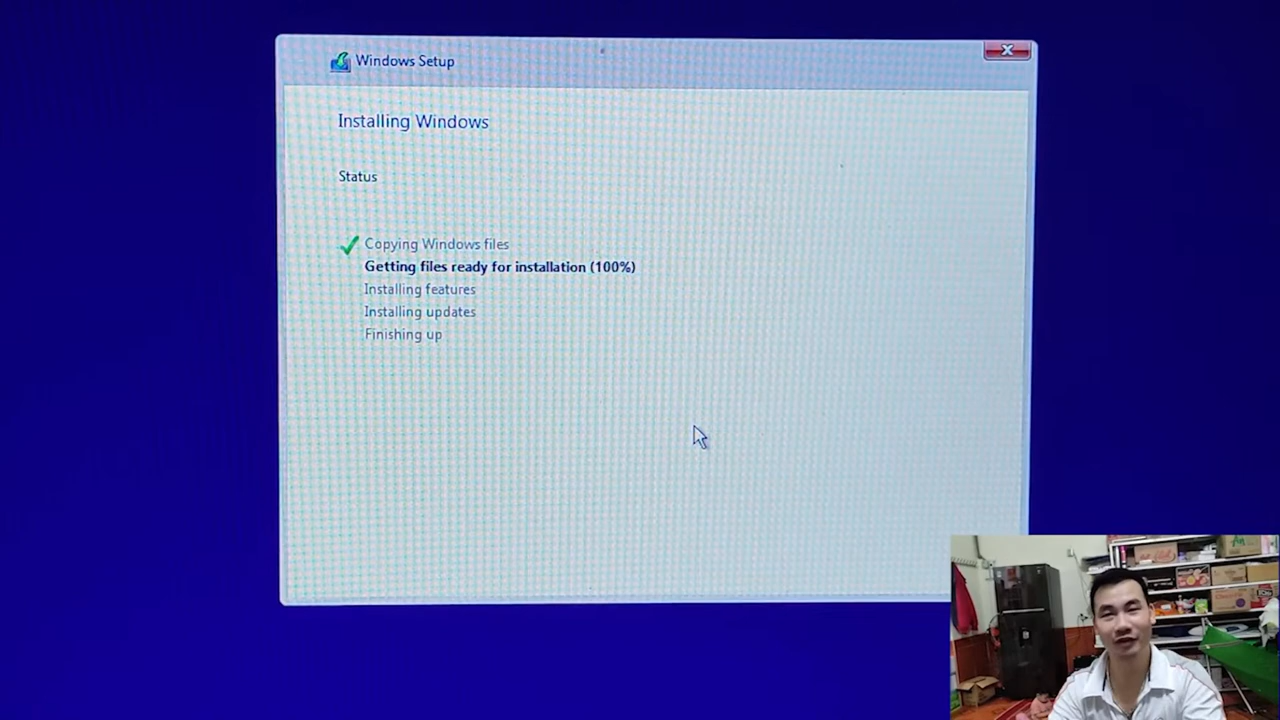 Windows Setup
Installing Windows
Status
Copying Windows files
Getting files ready for installation (100%)
Installing features
Installing updates
Finishing up